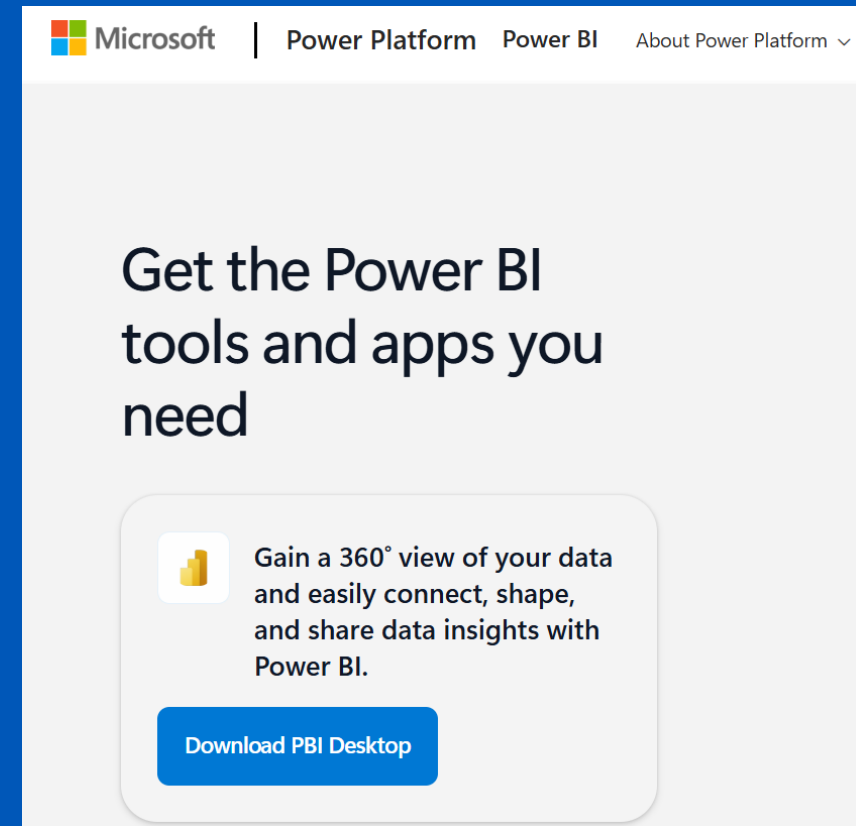 Microsoft | Power Platform Power BI About Power Platform
Get the Power BI
tools and apps you
need
Gain a 360° view of your data
and easily connect, shape,
and share data insights with
Power BI.
Download PBI Desktop